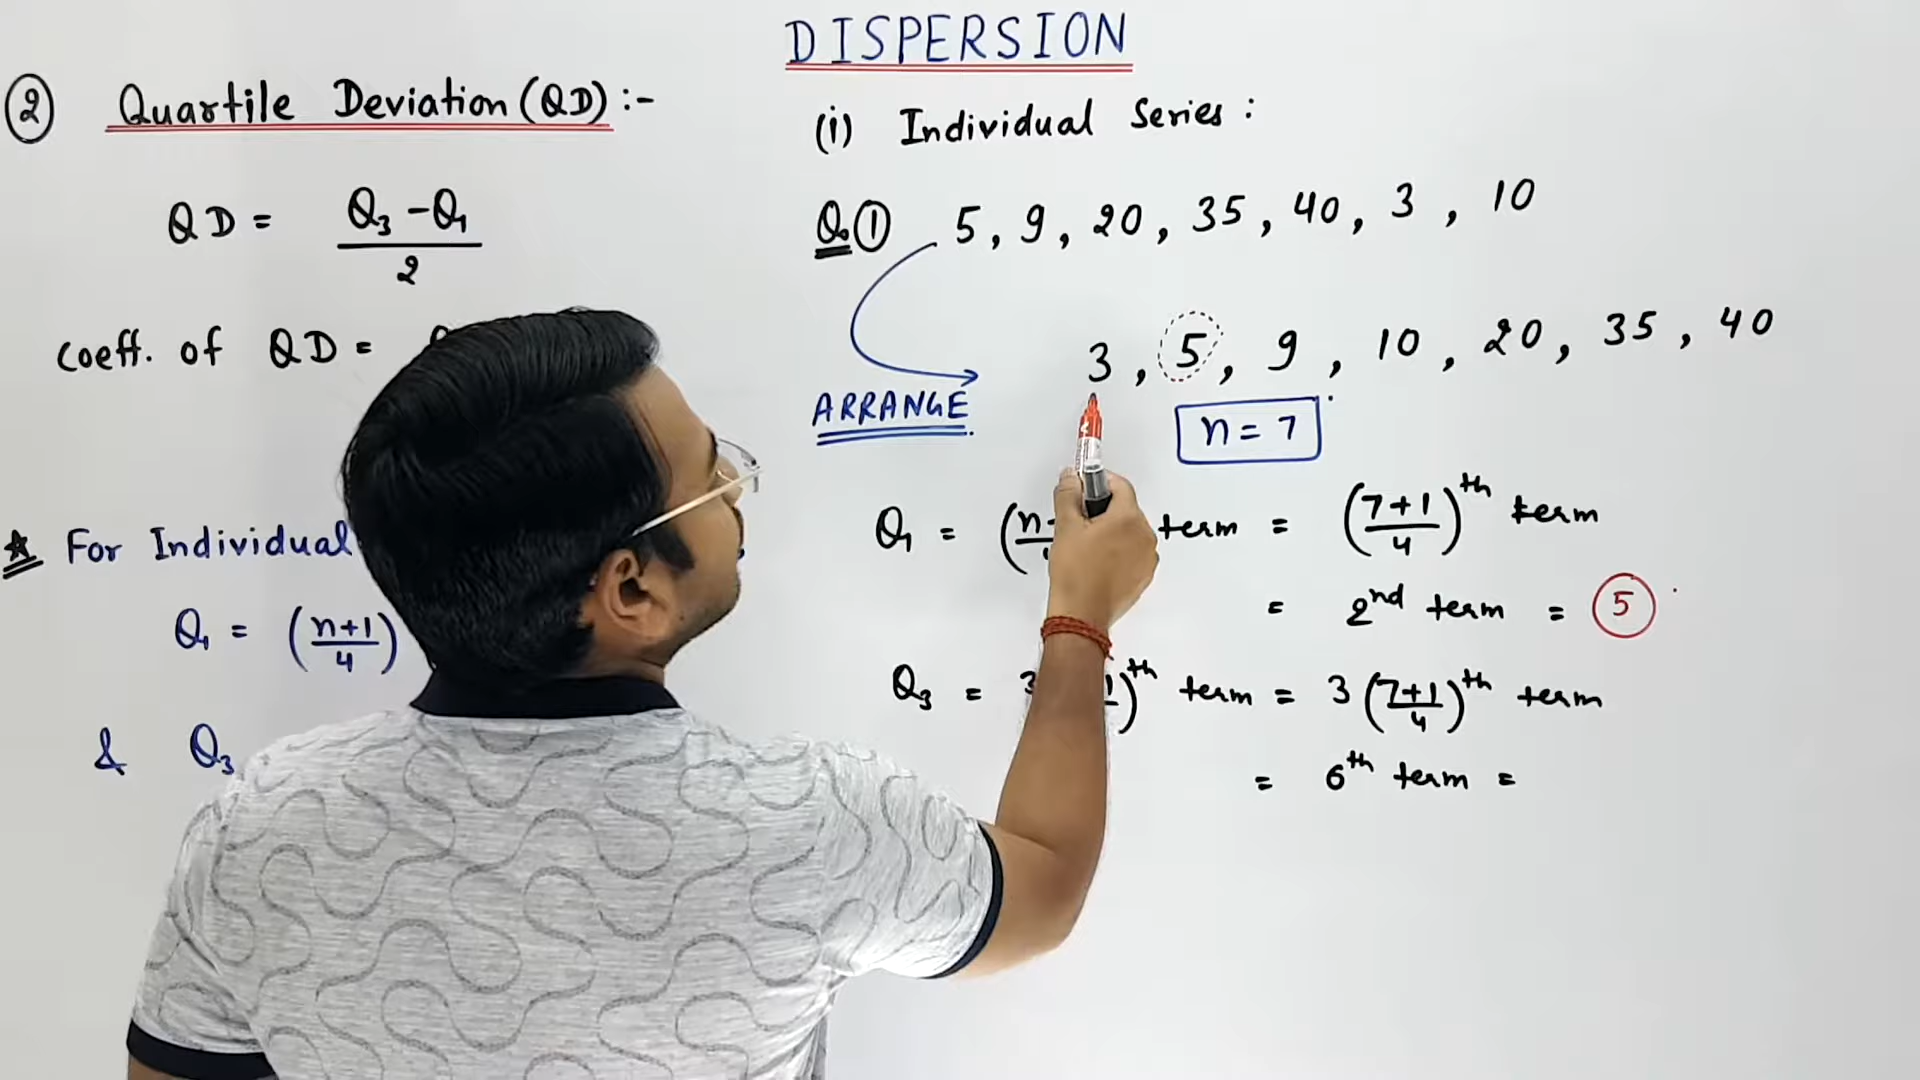 DISPERSION
② Quartile Deviation (QD) :-
QD = Q₃ - Q₁ / 2
Coeff. of QD =
★ For Individual
Q₁ = (n+1 / 4)
& Q₃
(i) Individual Series :
Q. ① 5, 9, 20, 35, 40, 3, 10
3, 5, 9, 10, 20, 35, 40
ARRANGE
n = 7
Q₁ = (n term = (7+1 / 4)ᵗʰ term
= 2ⁿᵈ term = 5
Q₃ = 3 )ᵗʰ term = 3 (7+1 / 4)ᵗʰ term
= 6ᵗʰ term =